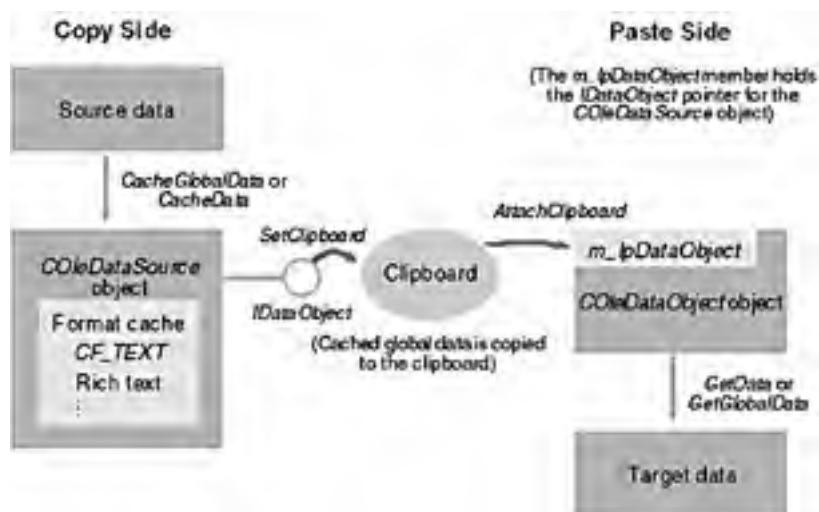 Copy Side
Paste Side
Source data
(The m_lpDataObject member holds
the IDataObject pointer for the
COleDataSource object)
CacheGlobalData or
CacheData
COleDataSource
object
Format cache
CF_TEXT
Rich text
⋮
SetClipboard
IDataObject
Clipboard
(Cached global data is copied
to the clipboard)
AttachClipboard
m_lpDataObject
COleDataObject object
GetData or
GetGlobalData
Target data